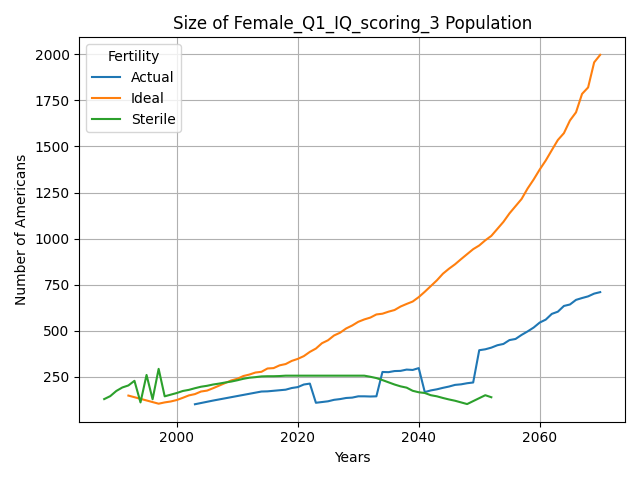 Size of Female_Q1_IQ_scoring_3 Population
Fertility
Actual
Ideal
Sterile
2000
1750
1500
1250
1000
750
500
250
Number of Americans
2000
2020
2040
2060
Years